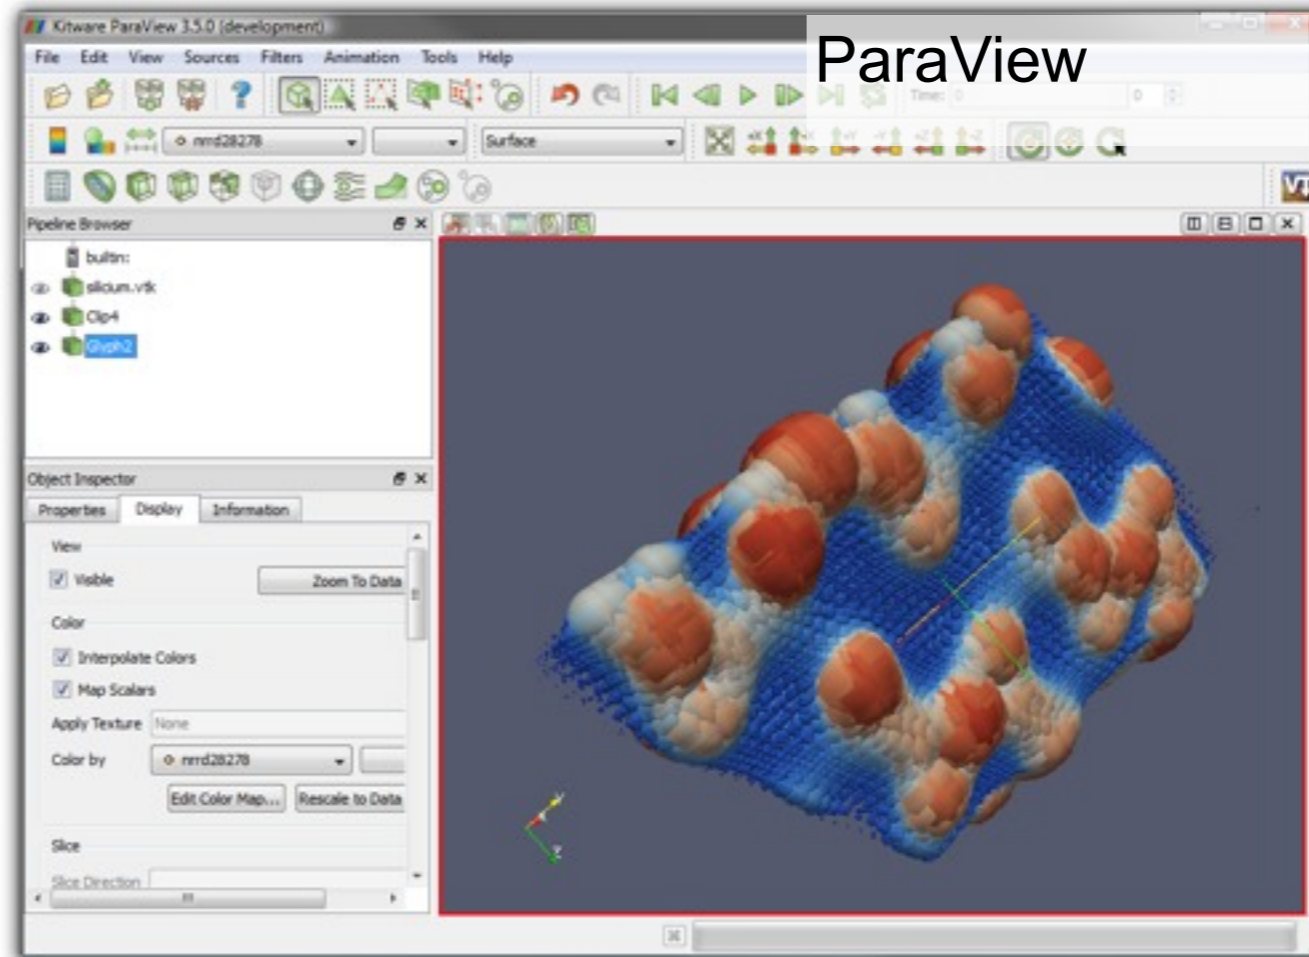 Kitware ParaView 3.5.0 (development)
ParaView
File Edit View Sources Filters Animation Tools Help
Time: 0 0
nrrd28278 Surface
Pipeline Browser
builtin:
silicium.vtk
Clip4
Glyph2
Object Inspector
Properties Display Information
View
Visible Zoom To Data
Color
Interpolate Colors
Map Scalars
Apply Texture None
Color by nrrd28278
Edit Color Map... Rescale to Data
Slice
Slice Direction